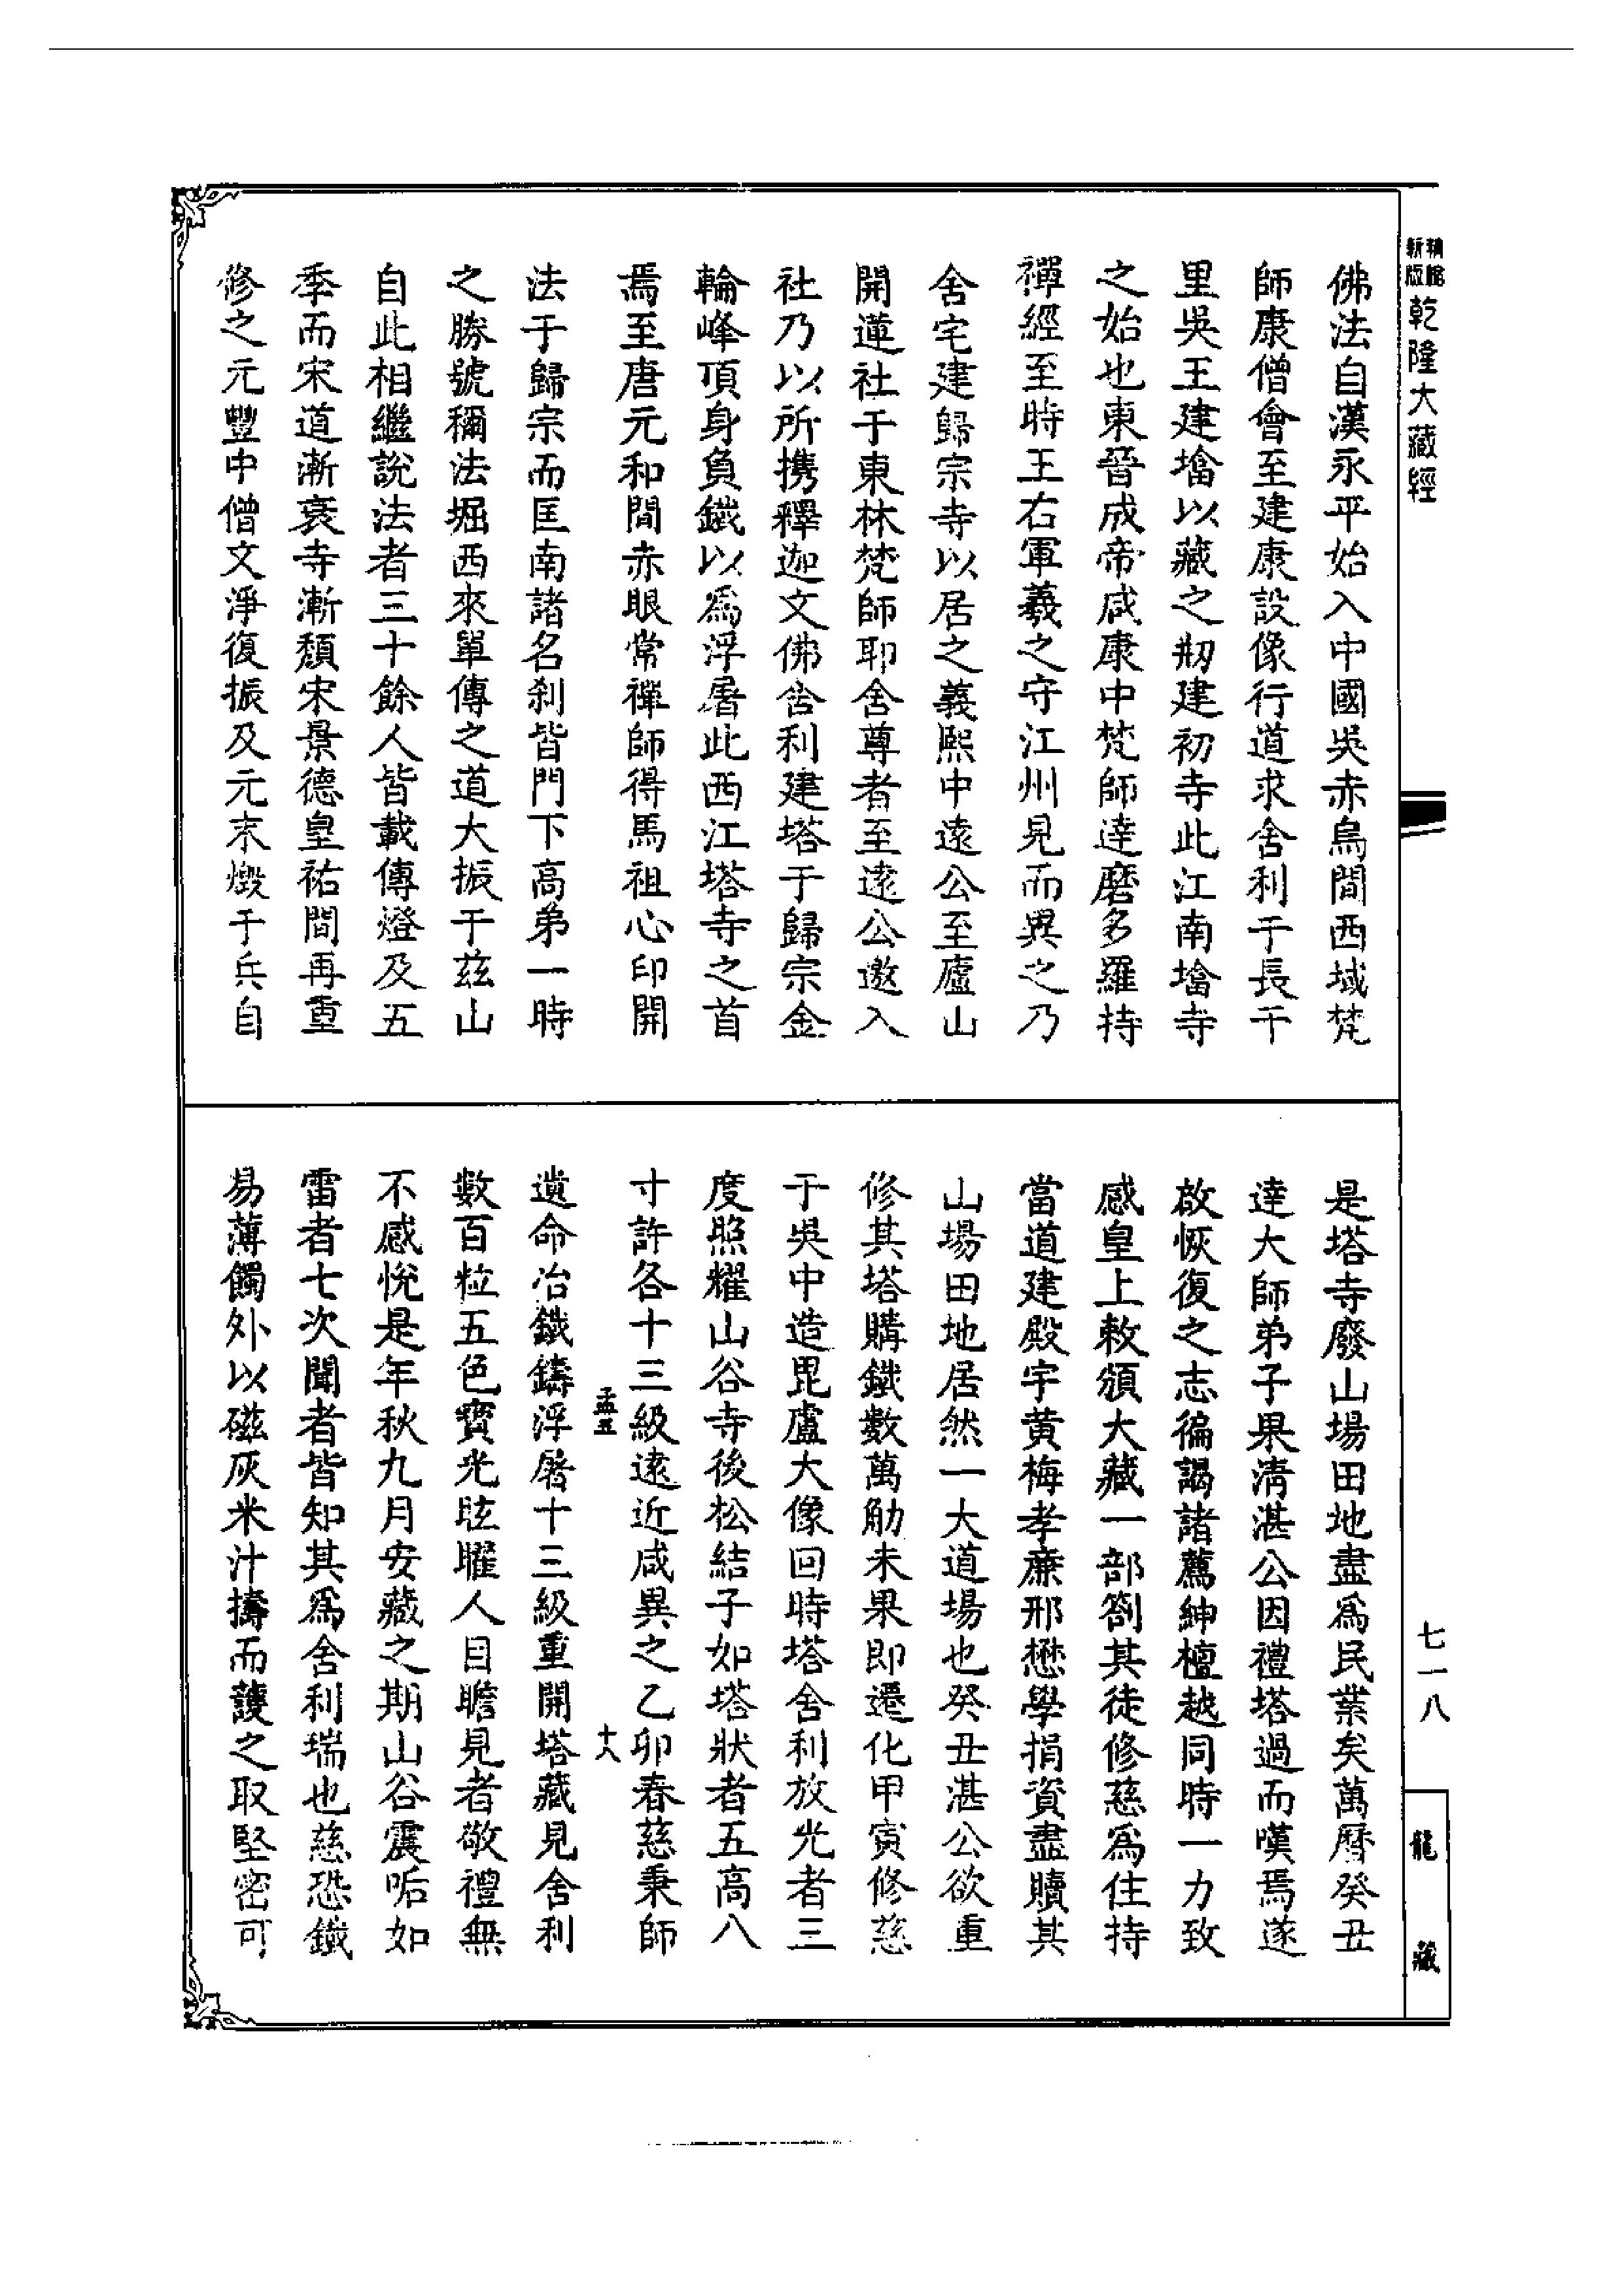 新版
精縮
乾隆大藏經
佛法自漢永平始入中國吳赤烏間西域梵
師康僧會至建康設像行道求舍利于長干
里吳王建墖以藏之剏建初寺此江南墖寺
之始也東晉成帝咸康中梵師達磨多羅持
禪經至時王右軍羲之守江州見而異之乃
舍宅建歸宗寺以居之義熙中遠公至廬山
開蓮社于東林梵師耶舍尊者至遠公邀入
社乃以所携釋迦文佛舍利建塔于歸宗金
輪峰頂身負鐵以爲浮屠此西江塔寺之首
焉至唐元和間赤眼常禪師得馬祖心印開
法于歸宗而匡南諸名刹皆門下高弟一時
之勝號稱法堀西來單傳之道大振于茲山
自此相繼說法者三十餘人皆載傳燈及五
季而宋道漸衰寺漸頹宋景德皇祐間再重
修之元豐中僧文淨復振及元末燬于兵自
是塔寺廢山場田地盡爲民業矣萬曆癸丑
達大師弟子果清湛公因禮塔過而嘆焉遂
啟恢復之志徧謁諸薦紳檀越同時一力致
感皇上敕頒大藏一部劄其徒修慈爲住持
當道建殿宇黃梅孝廉邢懋學捐資盡贖其
山場田地居然一大道場也癸丑湛公欲重
修其塔購鐵數萬觔未果即遷化甲寅修慈
于吳中造毘盧大像回時塔舍利放光者三
度照耀山谷寺後松結子如塔狀者五高八
寸許各十三級遠近咸異之乙卯春慈秉師
孟五
十八
遺命冶鐵鑄浮屠十三級重開塔藏見舍利
數百粒五色寶光眩曜人目瞻見者敬禮無
不感悅是年秋九月安藏之期山谷震吼如
雷者七次聞者皆知其爲舍利瑞也慈恐鐵
易薄觸外以磁灰米汁擣而護之取堅密可
七一八
龍藏